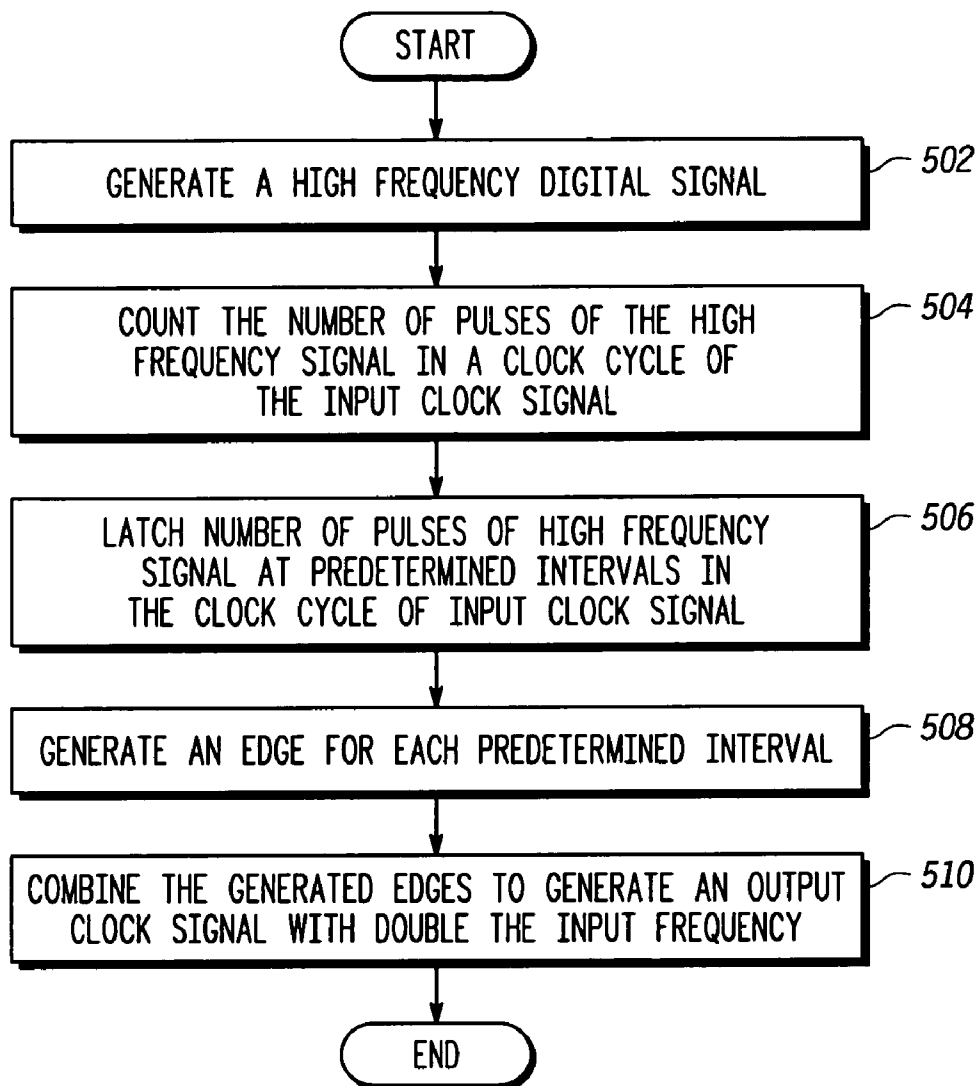 START
GENERATE A HIGH FREQUENCY DIGITAL SIGNAL
502
COUNT THE NUMBER OF PULSES OF THE HIGH
FREQUENCY SIGNAL IN A CLOCK CYCLE OF
THE INPUT CLOCK SIGNAL
504
LATCH NUMBER OF PULSES OF HIGH FREQUENCY
SIGNAL AT PREDETERMINED INTERVALS IN
THE CLOCK CYCLE OF INPUT CLOCK SIGNAL
506
GENERATE AN EDGE FOR EACH PREDETERMINED INTERVAL
508
COMBINE THE GENERATED EDGES TO GENERATE AN OUTPUT
CLOCK SIGNAL WITH DOUBLE THE INPUT FREQUENCY
510
END